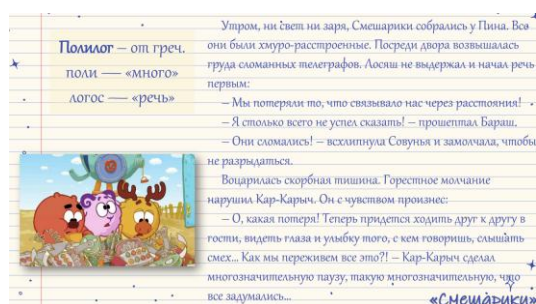 Полилог – от греч.
поли — «много»
логос — «речь»
Утром, ни свет ни заря, Смешарики собрались у Пина. Все
они были хмуро-расстроенные. Посреди двора возвышалась
груда сломанных телеграфов. Лосяш не выдержал и начал речь
первым:
– Мы потеряли то, что связывало нас через расстояния!
– Я столько всего не успел сказать! – прошептал Бараш.
– Они сломались! – всхлипнула Совунья и замолчала, чтобы
не разрыдаться.
Воцарилась скорбная тишина. Горестное молчание
нарушил Кар-Карыч. Он с чувством произнес:
– О, какая потеря! Теперь придется ходить друг к другу в
гости, видеть глаза и улыбку того, с кем говоришь, слышать
смех... Как мы переживем все это?! – Кар-Карыч сделал
многозначительную паузу, такую многозначительную, что
все задумались...
«СМЕШАРИКИ»